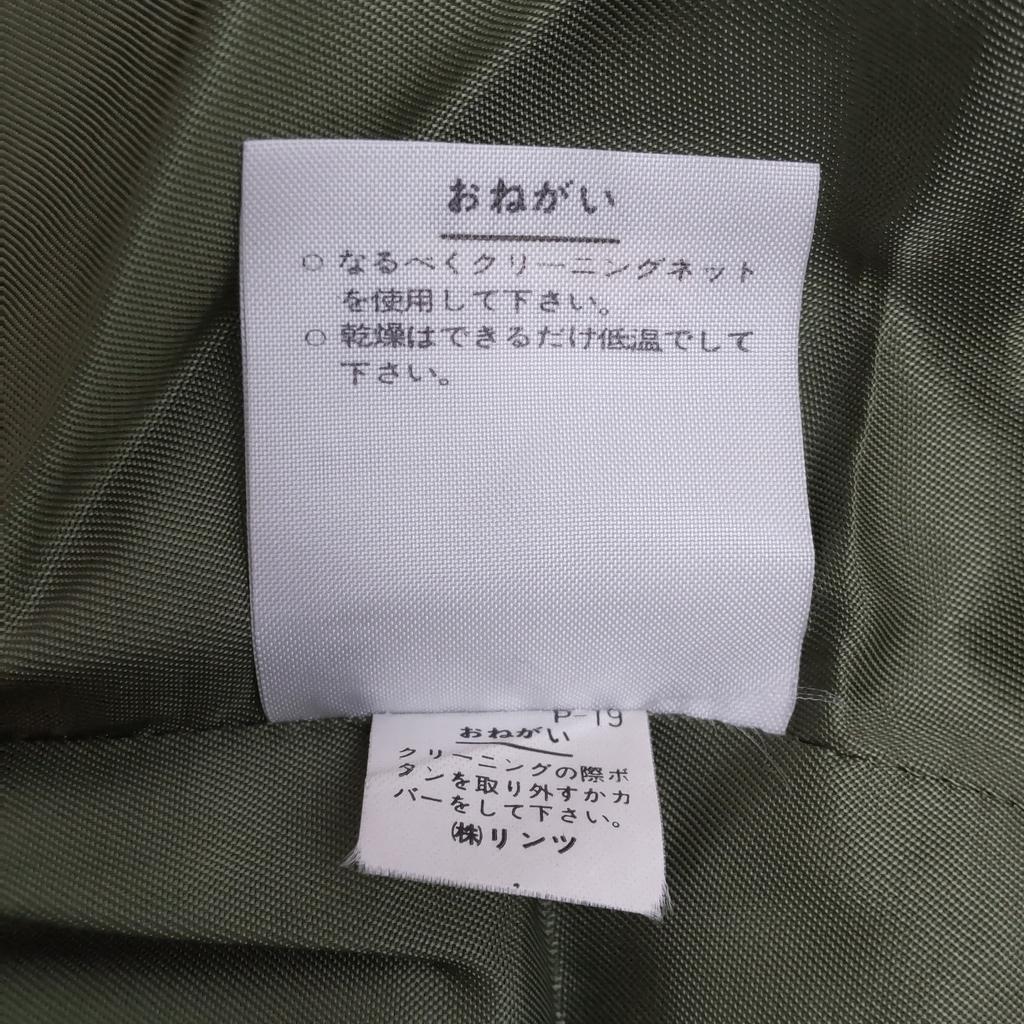 おねがい
○ なるべくクリーニングネット
を使用して下さい。
○ 乾燥はできるだけ低温でして
下さい。
P-19
おねがい
クリーニングの際ボ
タンを取り外すかカ
バーをして下さい。
㈱リンツ